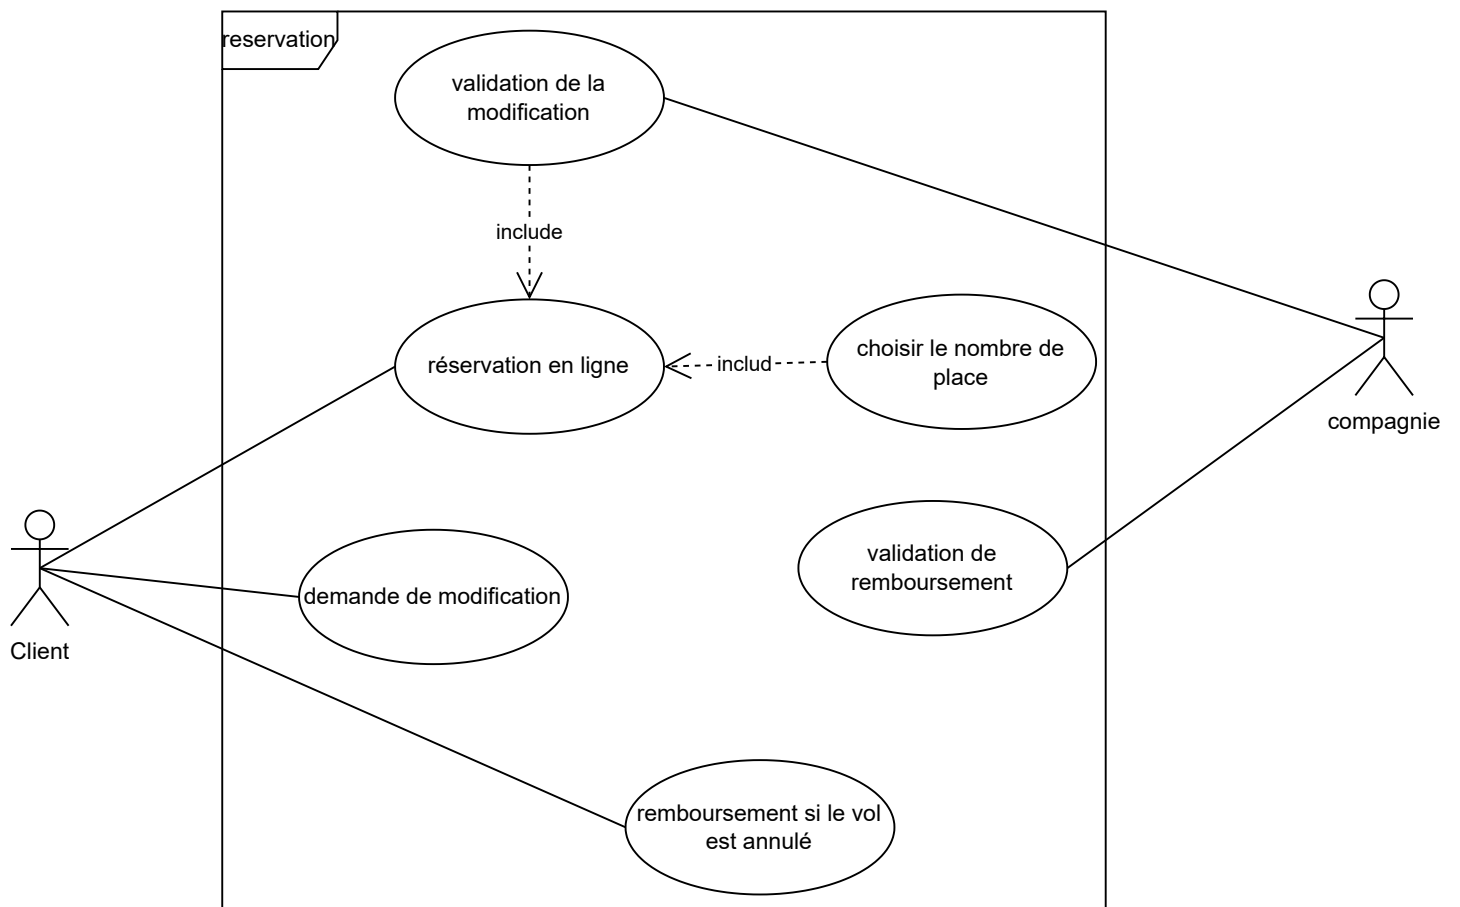 reservation
validation de la
modification
include
réservation en ligne
includ
choisir le nombre de
place
compagnie
validation de
remboursement
demande de modification
Client
remboursement si le vol
est annulé